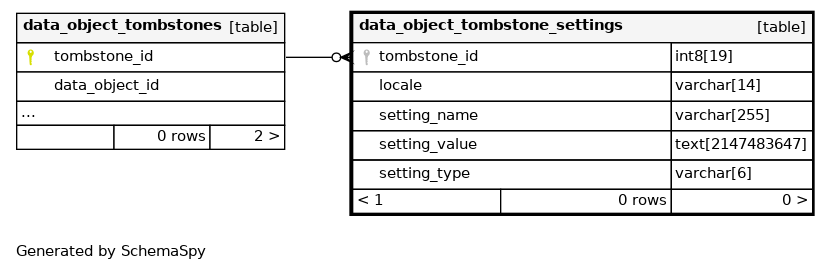 data_object_tombstones [table]
tombstone_id
data_object_id
...
0 rows 2 >
data_object_tombstone_settings [table]
tombstone_id int8[19]
locale varchar[14]
setting_name varchar[255]
setting_value text[2147483647]
setting_type varchar[6]
< 1 0 rows 0 >
Generated by SchemaSpy